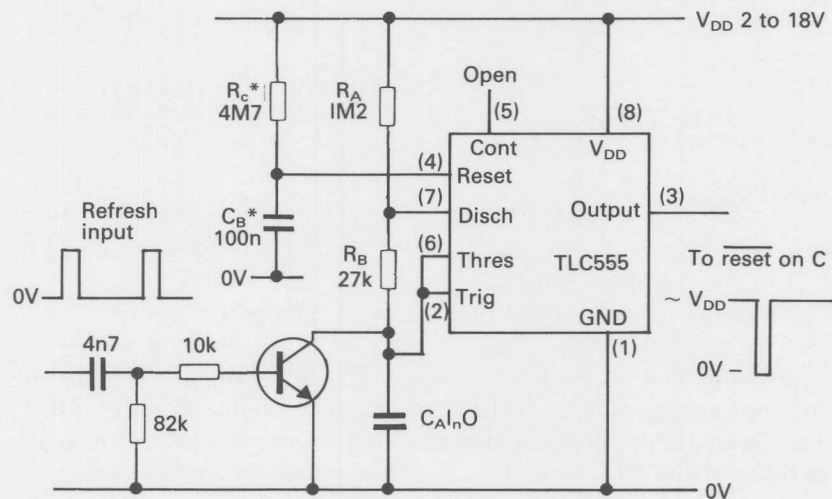 V_DD 2 to 18V
Open
(5)
(8)
R_c*
4M7
R_A
IM2
Cont
V_DD
(4)
Reset
(3)
(7)
Disch
Output
C_B*
100n
Refresh
input
(6)
Thres
TLC555
R_B
27k
0V
To reset on C
0V
(2)
Trig
~ V_DD
GND
4n7
10k
(1)
0V
C_AI_nO
82k
0V